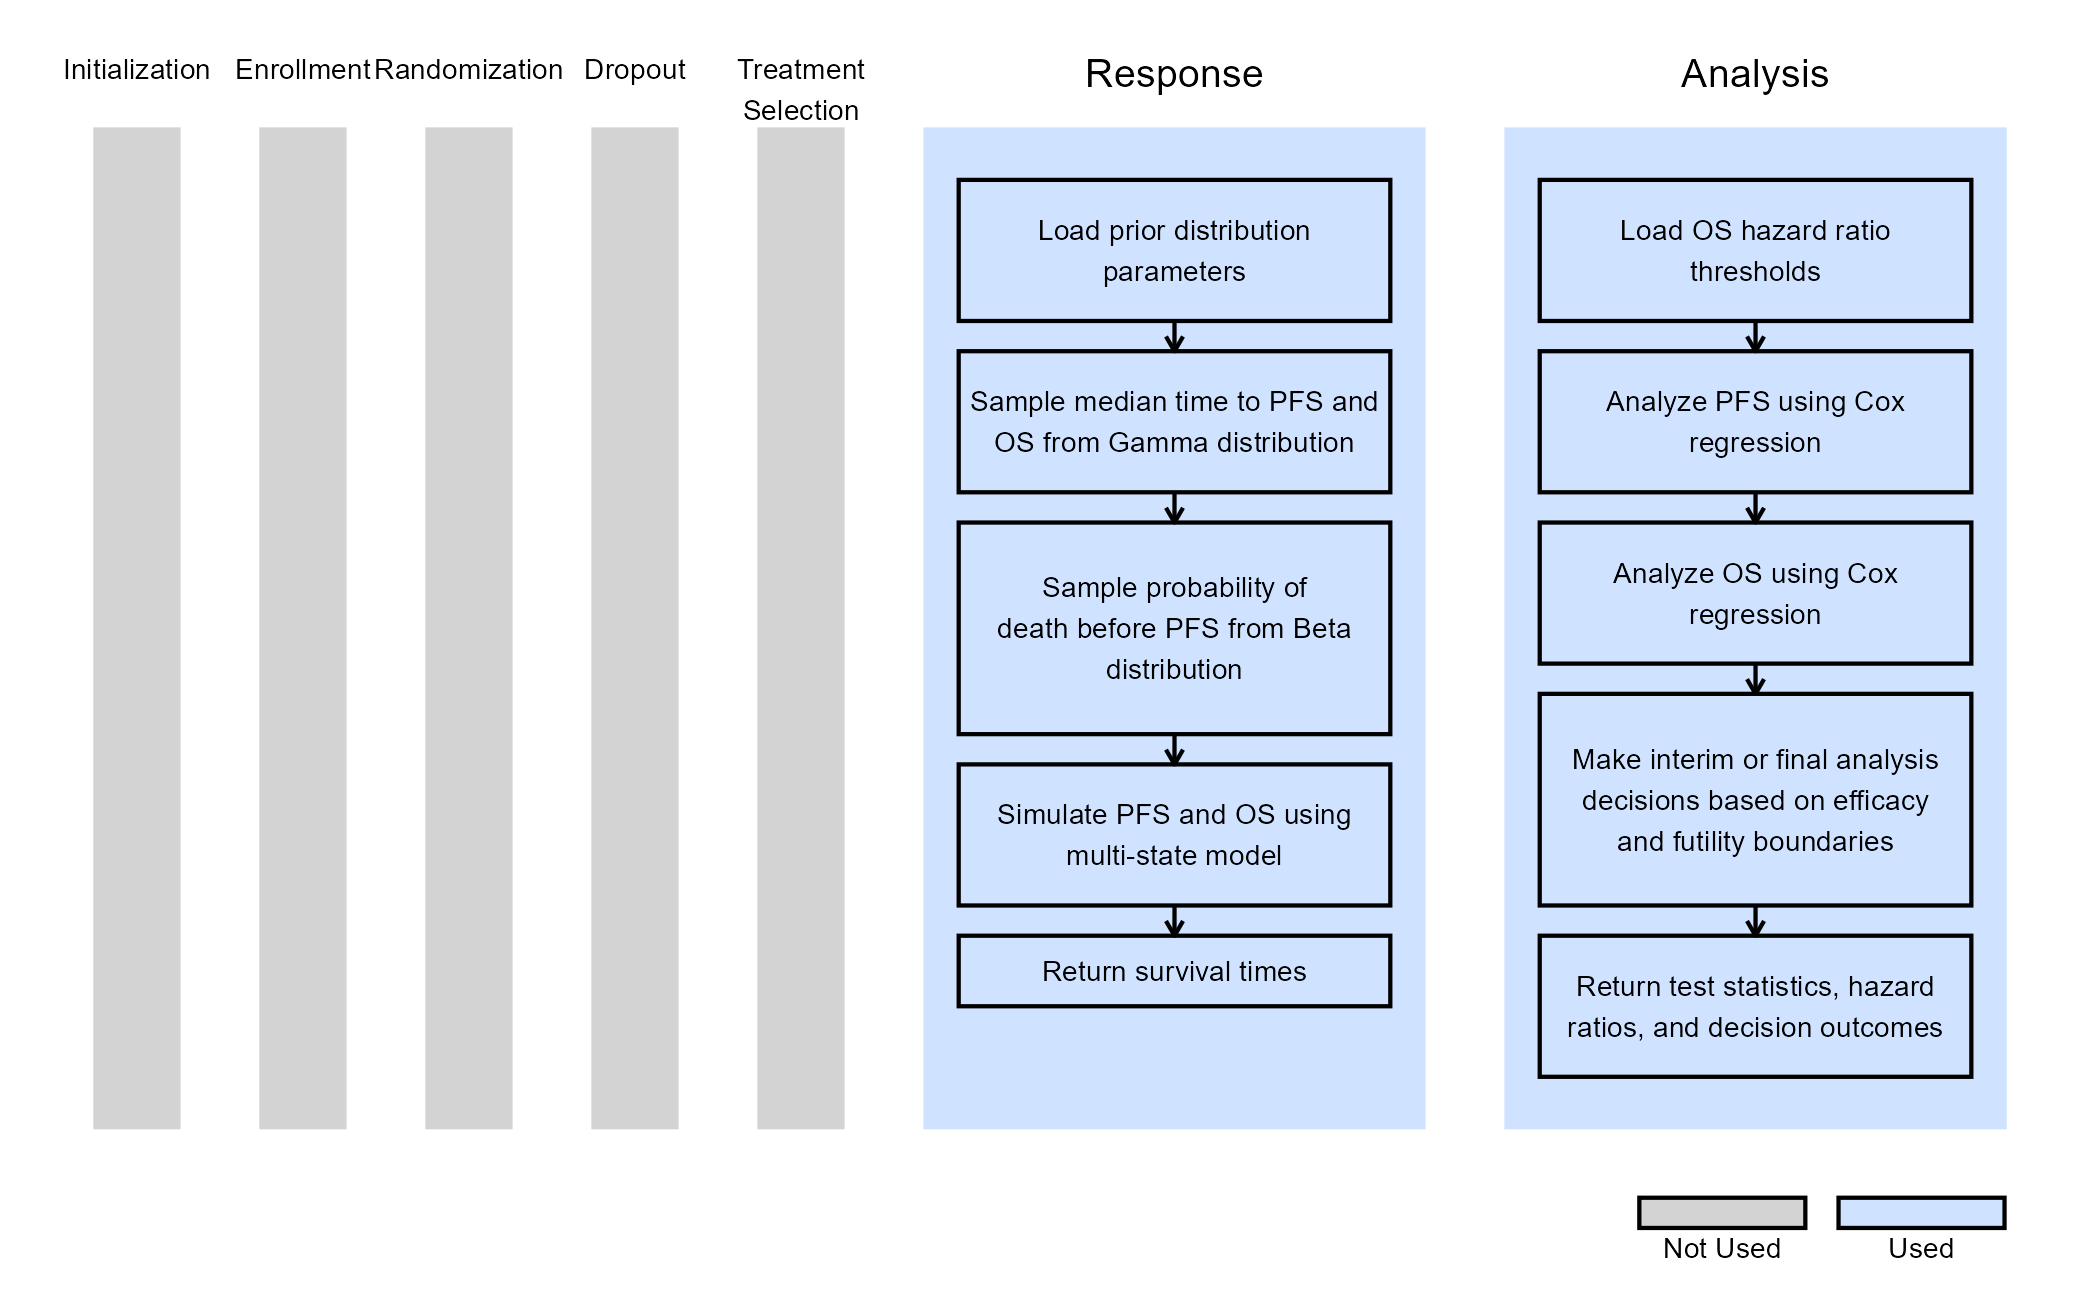 Initialization
Enrollment
Randomization
Dropout
Treatment
Selection
Response
Analysis
Load prior distribution
parameters
Sample median time to PFS and
OS from Gamma distribution
Sample probability of
death before PFS from Beta
distribution
Simulate PFS and OS using
multi-state model
Return survival times
Load OS hazard ratio
thresholds
Analyze PFS using Cox
regression
Analyze OS using Cox
regression
Make interim or final analysis
decisions based on efficacy
and futility boundaries
Return test statistics, hazard
ratios, and decision outcomes
Not Used
Used